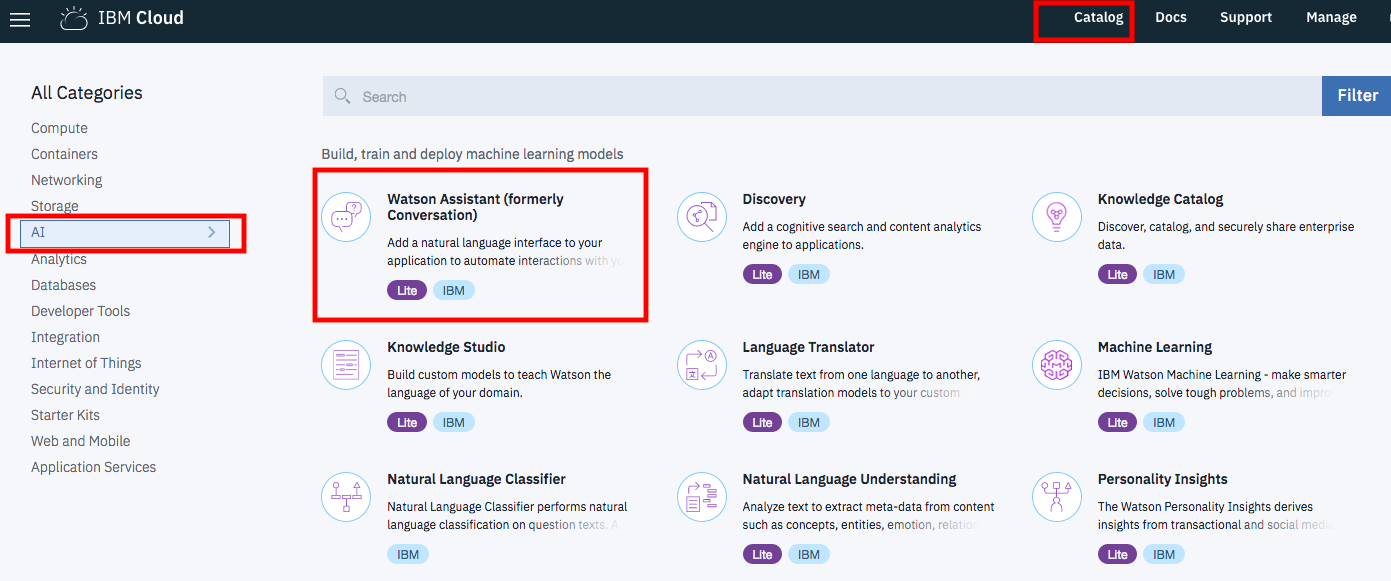 IBM Cloud
Catalog
Docs
Support
Manage
All Categories
Compute
Containers
Networking
Storage
AI
Analytics
Databases
Developer Tools
Integration
Internet of Things
Security and Identity
Starter Kits
Web and Mobile
Application Services
Search
Filter
Build, train and deploy machine learning models
Watson Assistant (formerly
Conversation)
Add a natural language interface to your
application to automate interactions with
Lite
IBM
Discovery
Add a cognitive search and content analytics
engine to applications.
Lite
IBM
Knowledge Catalog
Discover, catalog, and securely share enterprise
data.
Lite
IBM
Knowledge Studio
Build custom models to teach Watson the
language of your domain.
Lite
IBM
Language Translator
Translate text from one language to another,
adapt translation models to your custom
Lite
IBM
Machine Learning
IBM Watson Machine Learning - make smarter
decisions, solve tough problems, and
Lite
IBM
Natural Language Classifier
Natural Language Classifier performs natural
language classification on question texts. A
IBM
Natural Language Understanding
Analyze text to extract meta-data from content
such as concepts, entities, emotion,
Lite
IBM
Personality Insights
The Watson Personality Insights derives
insights from transactional and social media
Lite
IBM